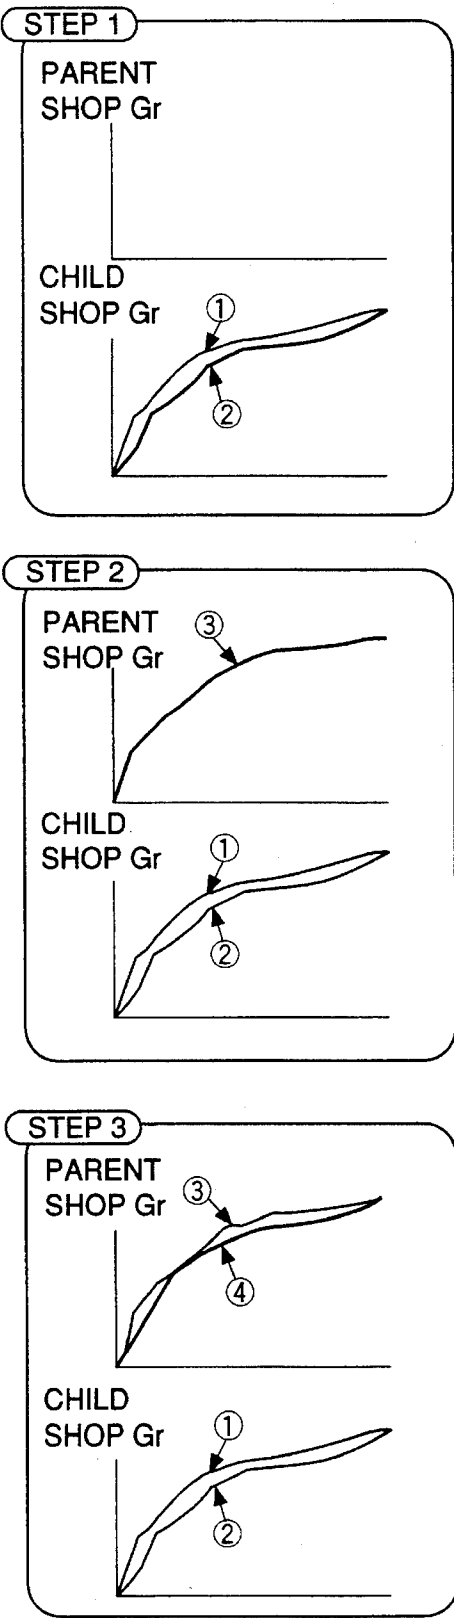 STEP 1
PARENT
SHOP Gr
CHILD
SHOP Gr
①
②
STEP 2
PARENT
SHOP Gr
③
CHILD
SHOP Gr
①
②
STEP 3
PARENT
SHOP Gr
③
④
CHILD
SHOP Gr
①
②